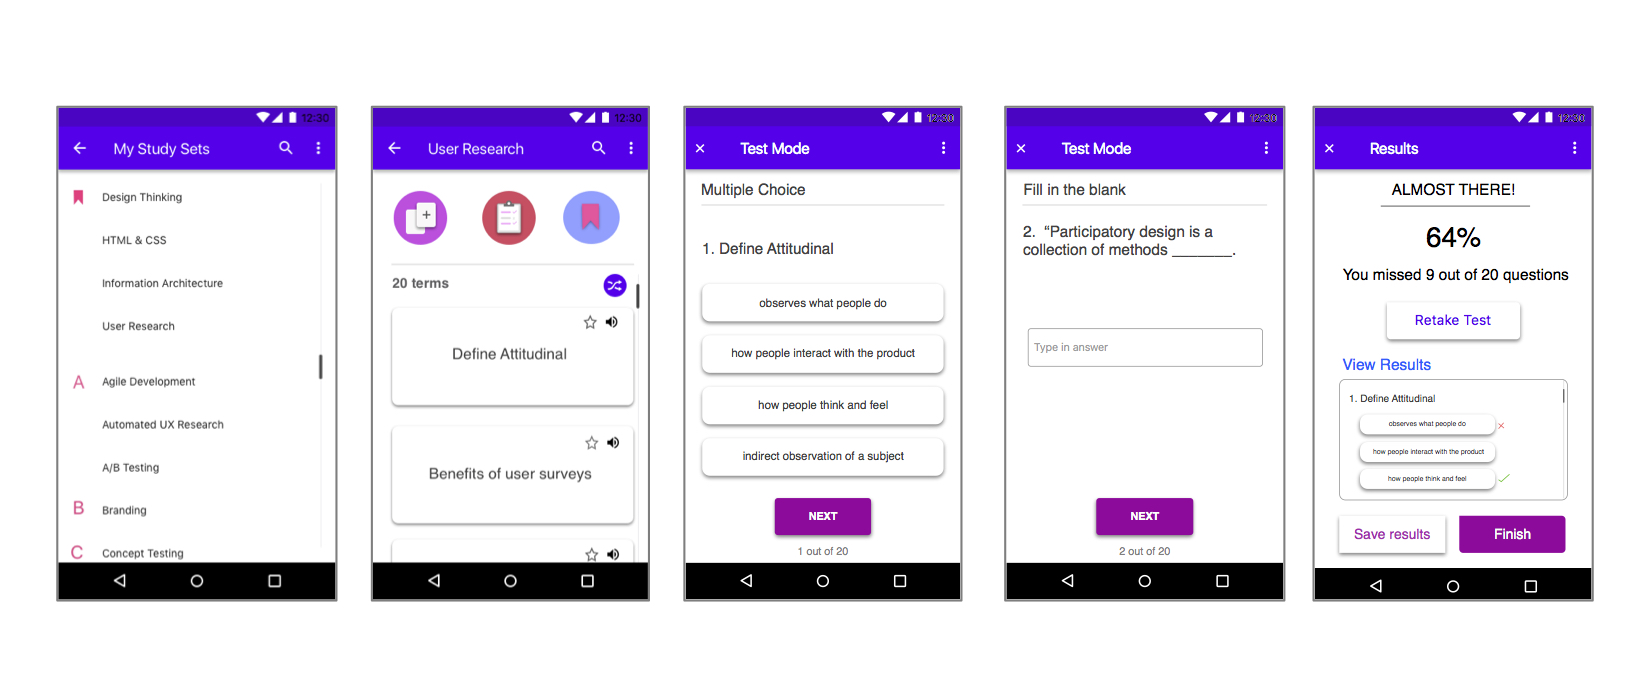 12:30
My Study Sets
Design Thinking
HTML & CSS
Information Architecture
User Research
A Agile Development
Automated UX Research
A/B Testing
B Branding
C Concept Testing
12:30
User Research
20 terms
Define Attitudinal
Benefits of user surveys
12:30
Test Mode
Multiple Choice
1. Define Attitudinal
observes what people do
how people interact with the product
how people think and feel
indirect observation of a subject
NEXT
1 out of 20
12:30
Test Mode
Fill in the blank
2. “Participatory design is a
collection of methods _______.
Type in answer
NEXT
2 out of 20
12:30
Results
ALMOST THERE!
64%
You missed 9 out of 20 questions
Retake Test
View Results
1. Define Attitudinal
observes what people do
how people interact with the product
how people think and feel
Save results
Finish